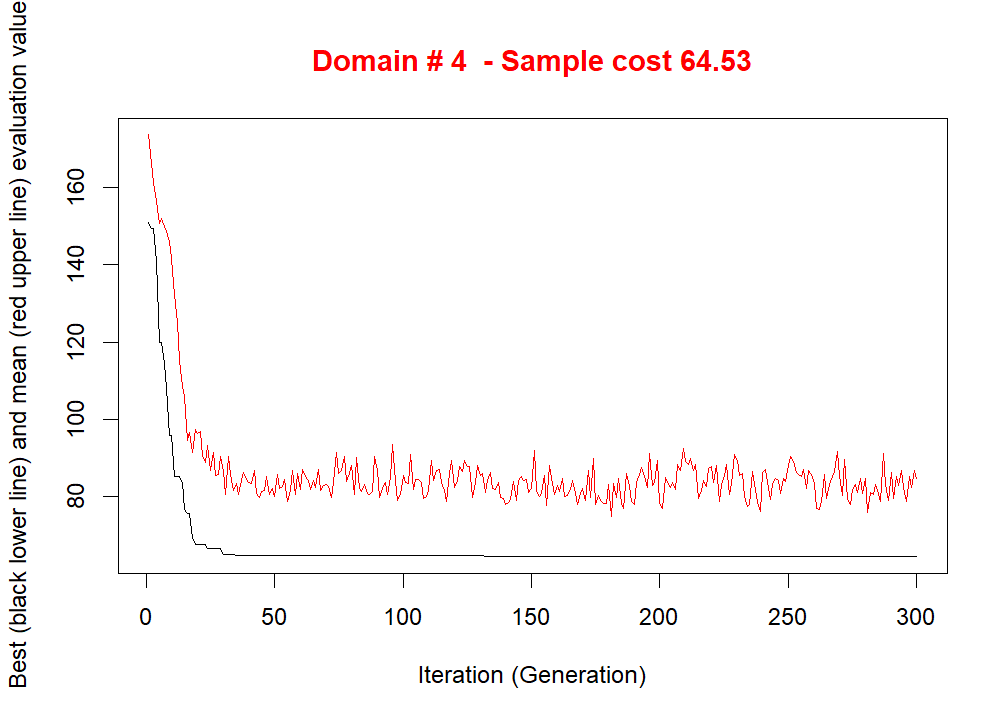 Domain # 4  - Sample cost 64.53
Best (black lower line) and mean (red upper line) evaluation value
160
140
120
100
80
0 50 100 150 200 250 300
Iteration (Generation)